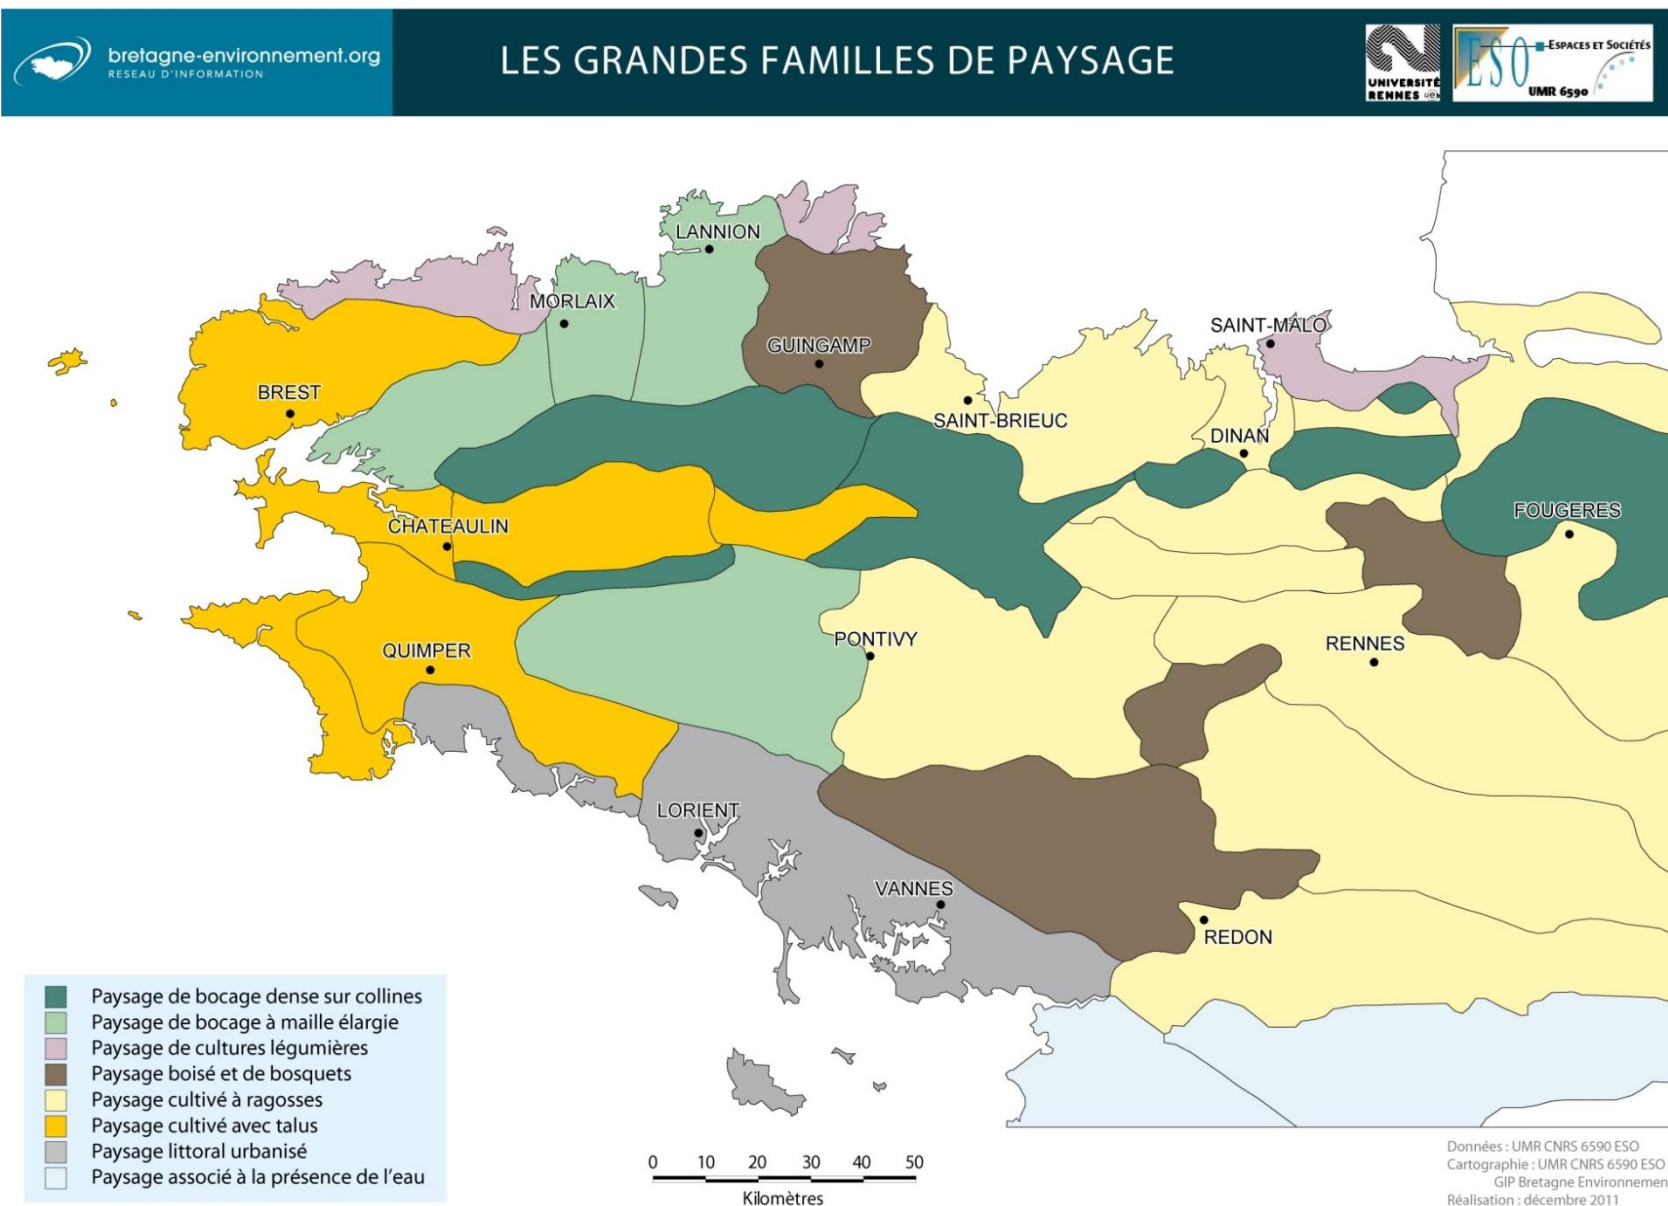 bretagne-environnement.org
RESEAU D'INFORMATION
LES GRANDES FAMILLES DE PAYSAGE
UNIVERSITÉ
RENNES
ESO
ESPACES ET SOCIÉTÉS
UMR 6590
LANNION
MORLAIX
GUINGAMP
SAINT-MALO
BREST
SAINT-BRIEUC
DINAN
CHATEAULIN
FOUGERES
QUIMPER
PONTIVY
RENNES
LORIENT
VANNES
REDON
Paysage de bocage dense sur collines
Paysage de bocage à maille élargie
Paysage de cultures légumières
Paysage boisé et de bosquets
Paysage cultivé à ragosses
Paysage cultivé avec talus
Paysage littoral urbanisé
Paysage associé à la présence de l'eau
0 10 20 30 40 50
Kilomètres
Données : UMR CNRS 6590 ESO
Cartographie : UMR CNRS 6590 ESO
GIP Bretagne Environnemen
Réalisation : décembre 2011